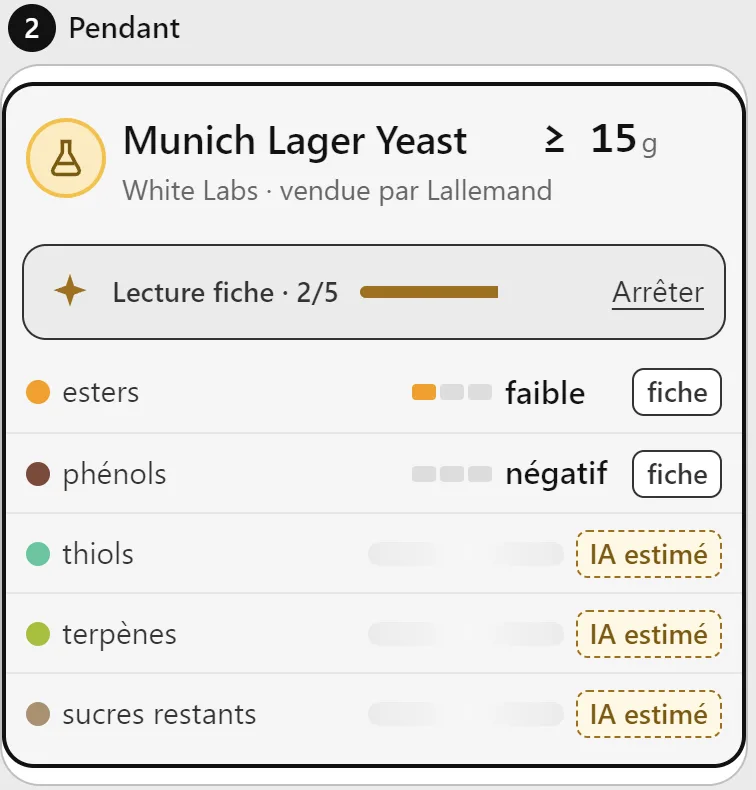 2 Pendant
Munich Lager Yeast ≥ 15 g
White Labs · vendue par Lallemand
Lecture fiche · 2/5 Arrêter
esters faible fiche
phénols négatif fiche
thiols IA estimé
terpènes IA estimé
sucres restants IA estimé